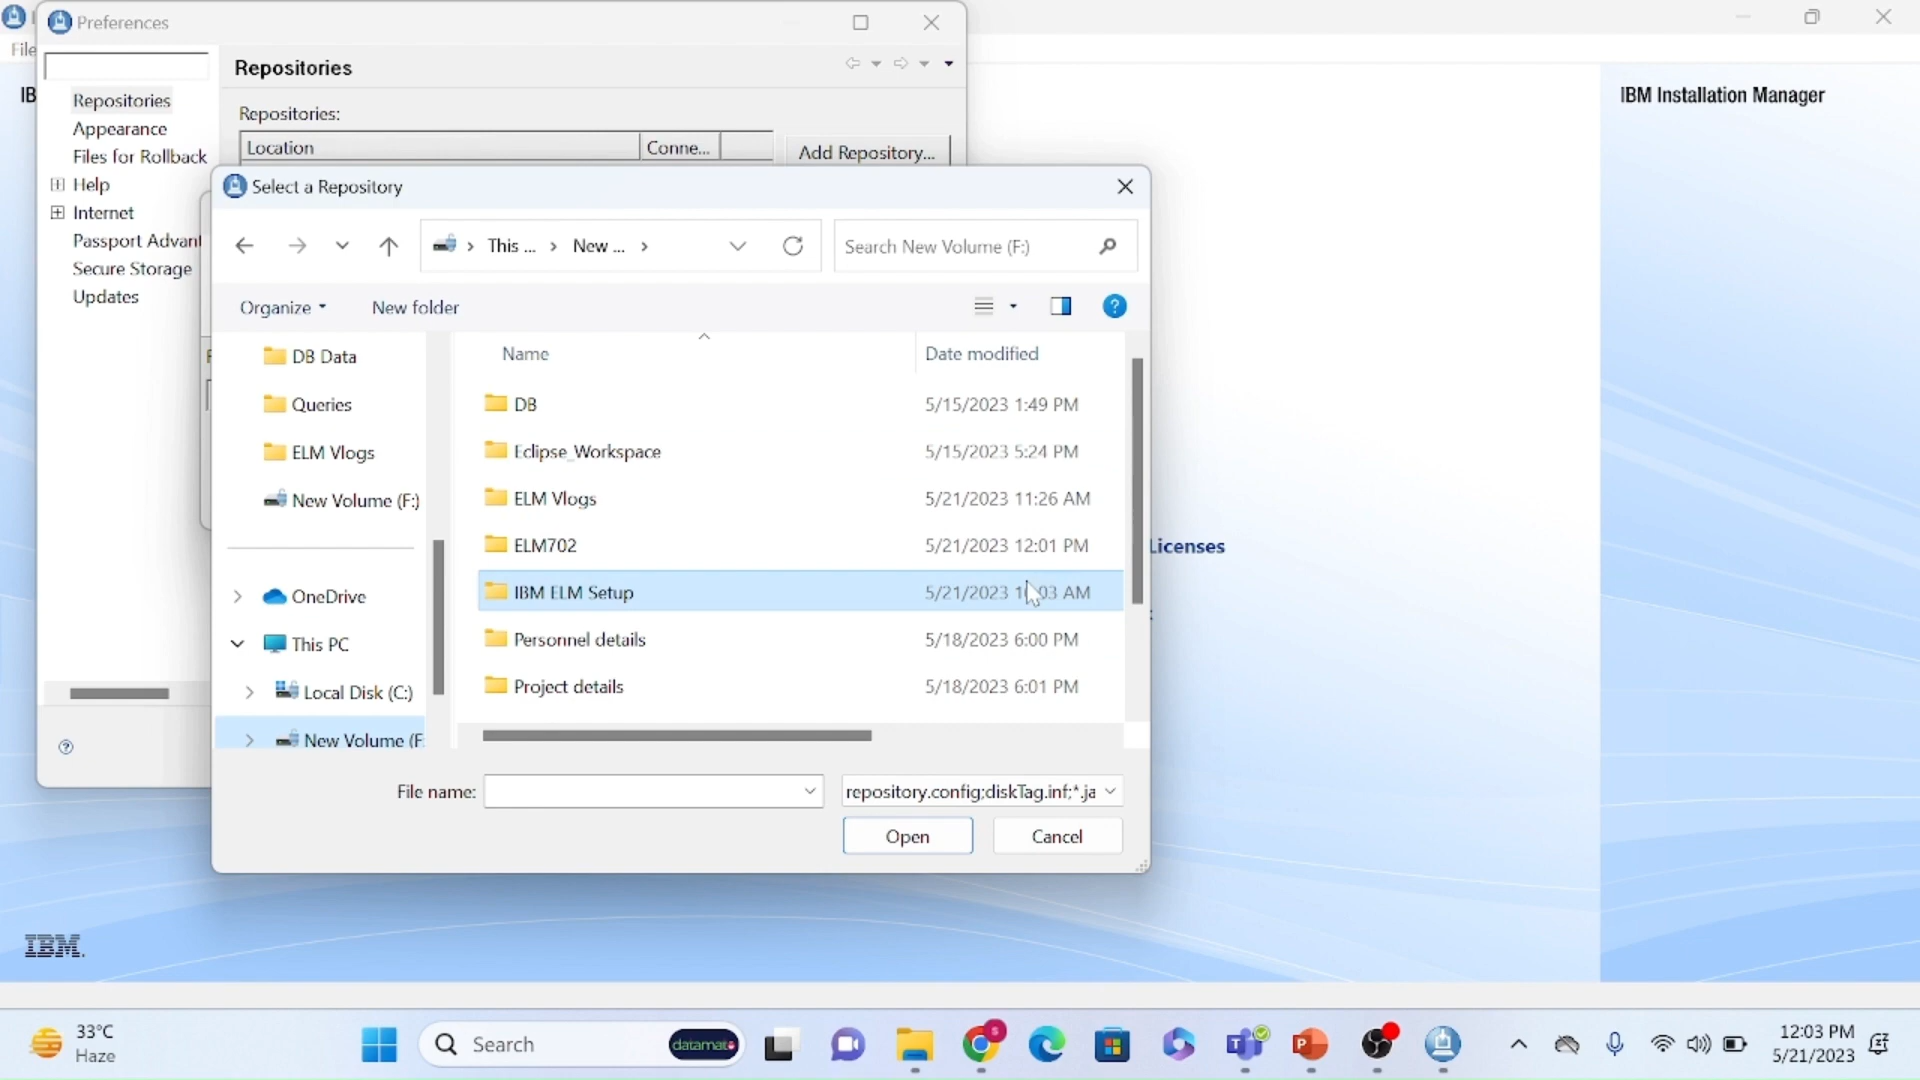 Preferences
File
IB
Repositories
Appearance
Files for Rollback
Help
Internet
Passport Advant
Secure Storage
Updates
Repositories
Repositories:
Location Conne...
Add Repository...
IBM Installation Manager
Select a Repository
This ... New ...
Search New Volume (F:)
Organize New folder
DB Data
Queries
ELM Vlogs
New Volume (F:)
OneDrive
This PC
Local Disk (C:)
New Volume (F:
Name Date modified
DB 5/15/2023 1:49 PM
Eclipse_Workspace 5/15/2023 5:24 PM
ELM Vlogs 5/21/2023 11:26 AM
ELM702 5/21/2023 12:01 PM
IBM ELM Setup 5/21/2023 AM
Personnel details 5/18/2023 6:00 PM
Project details 5/18/2023 6:01 PM
File name:
repository.config;diskTag.inf;*.ja
Open Cancel
Licenses
IBM.
33°C
Haze
Search
datamato
S
T
P
12:03 PM
5/21/2023